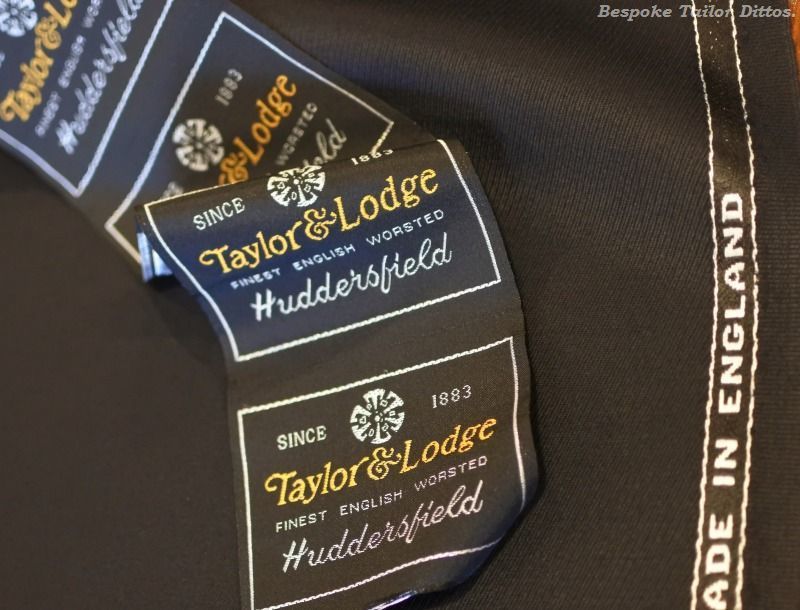 Bespoke Tailor Dittos.
Taylor & Lodge
FINEST ENGLISH WORSTED
Huddersfield
1883
Taylor & Lodge
WORSTED
Huddersfield
SINCE 1883
Taylor & Lodge
FINEST ENGLISH WORSTED
Huddersfield
SINCE 1883
Taylor & Lodge
FINEST ENGLISH WORSTED
Huddersfield
ADE IN ENGLAND